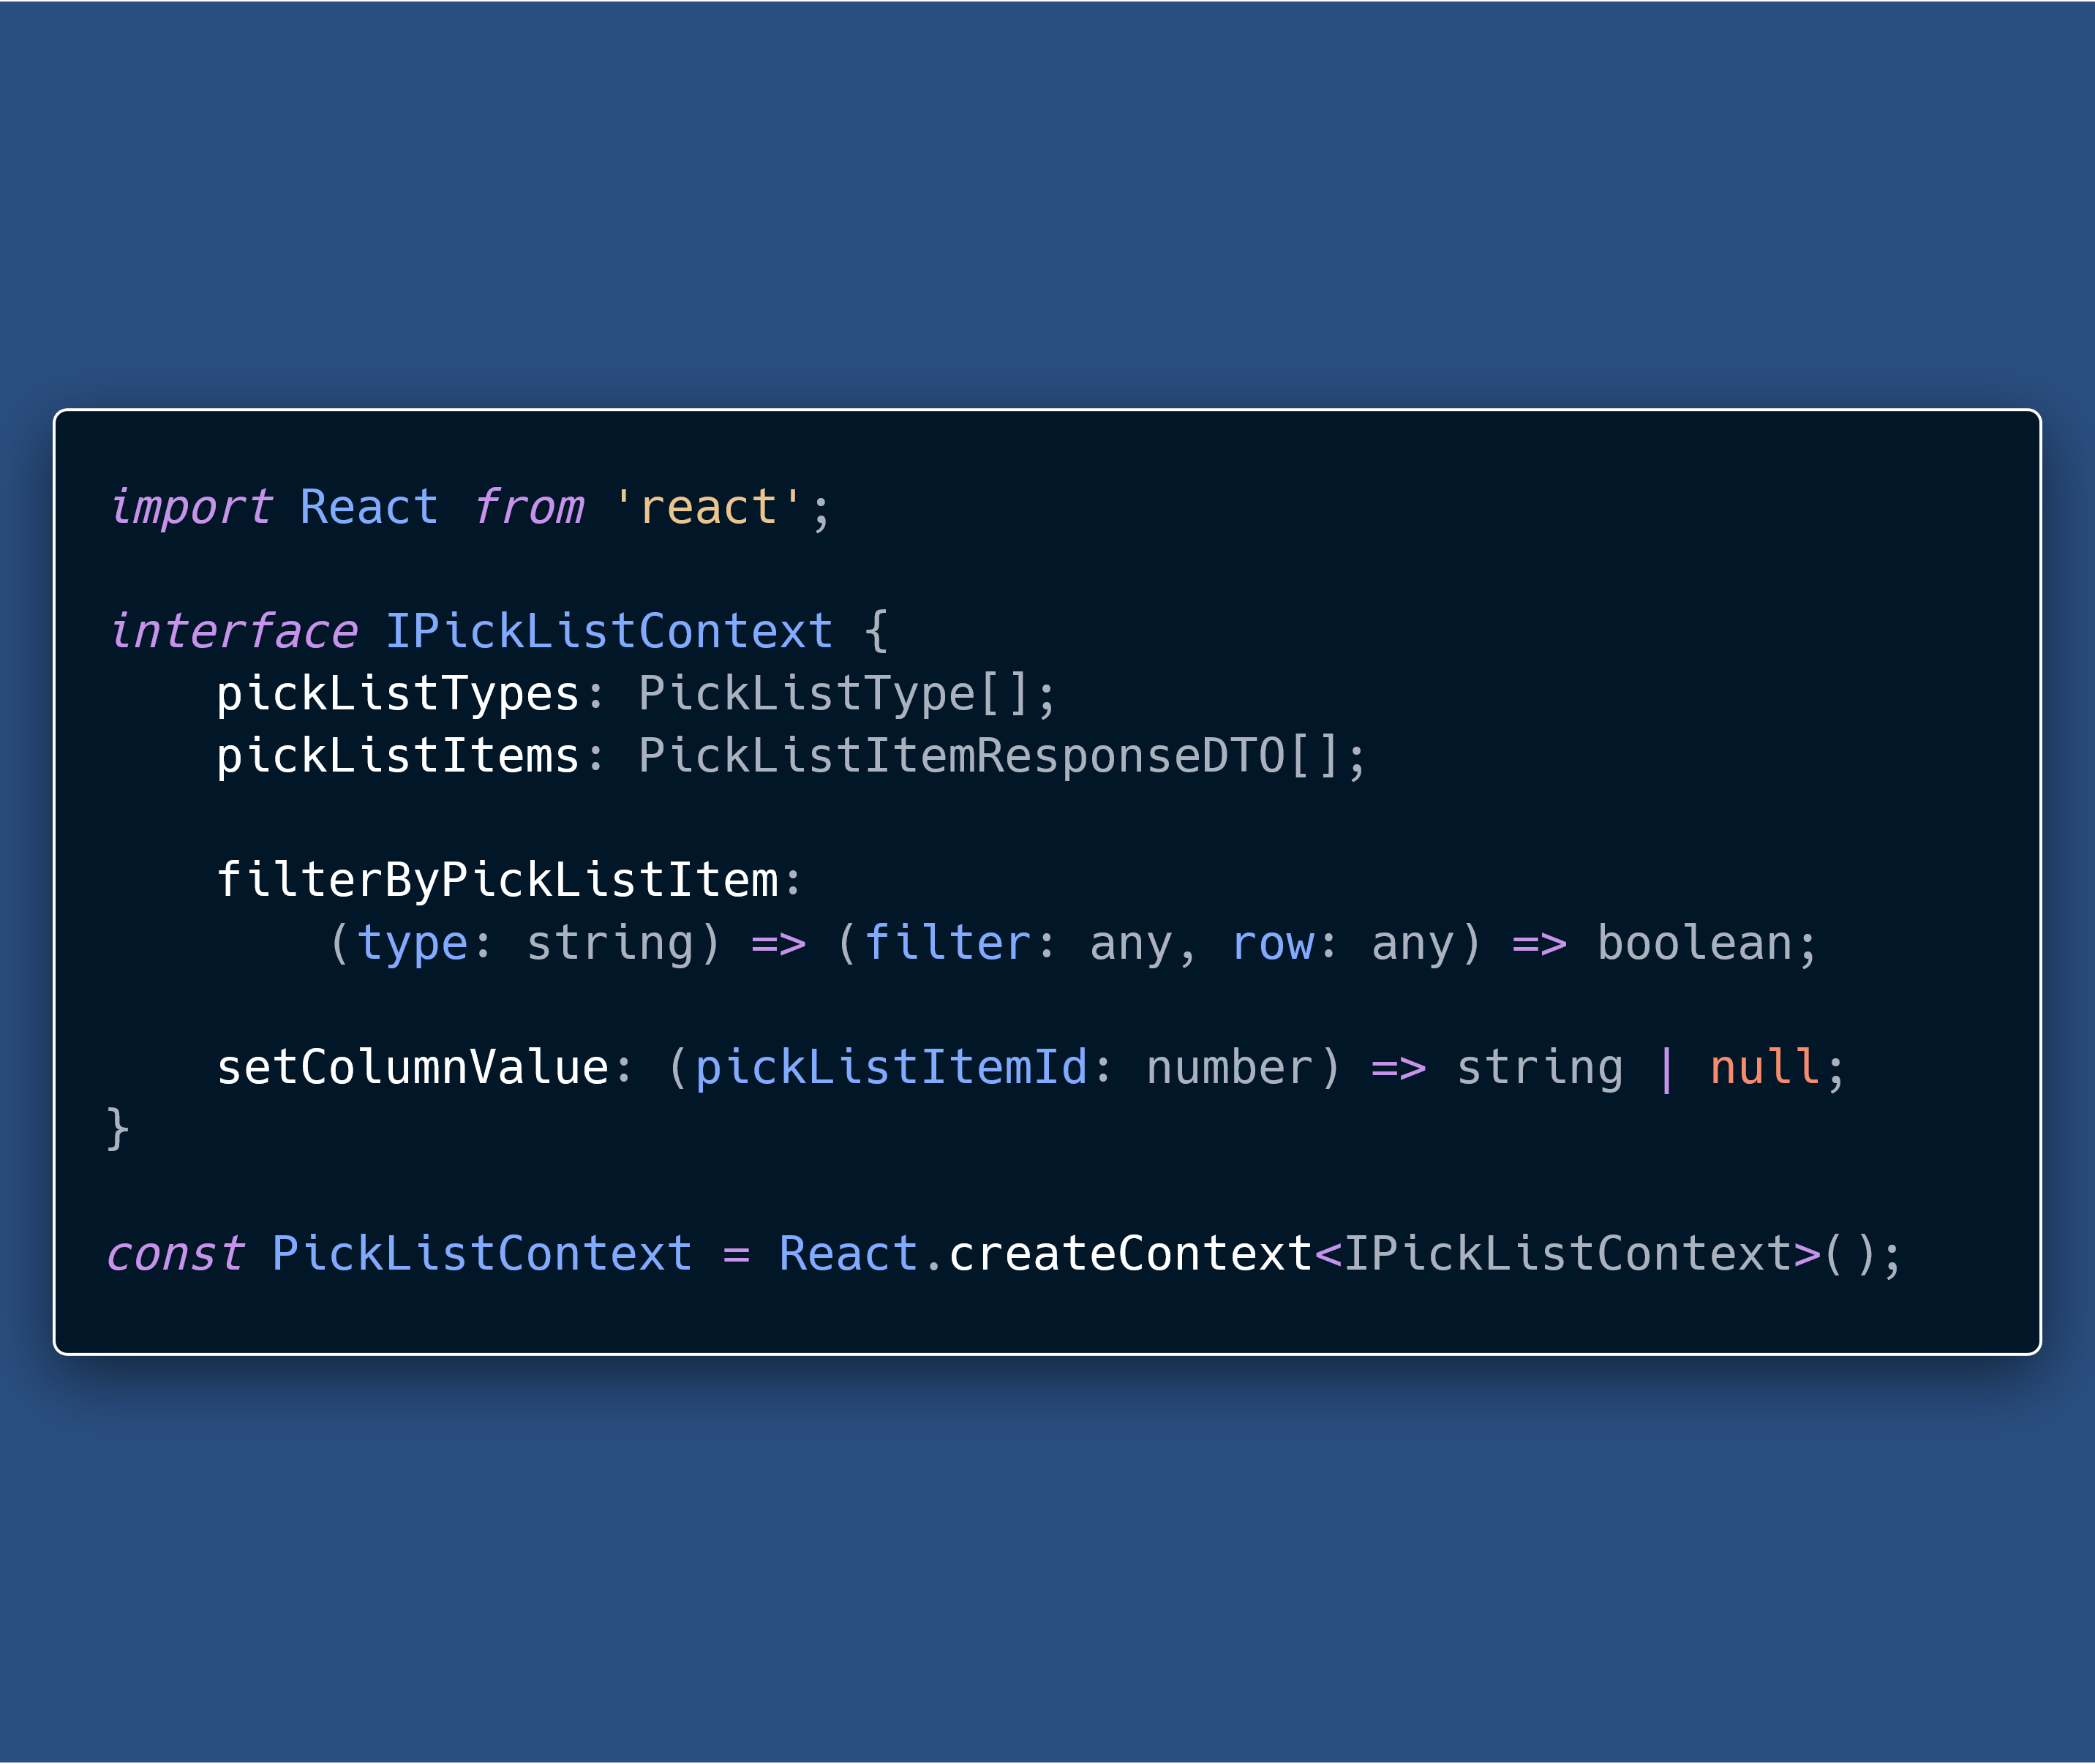 import React from 'react';
interface IPickListContext {
    pickListTypes: PickListType[];
    pickListItems: PickListItemResponseDTO[];
    filterByPickListItem:
        (type: string) => (filter: any, row: any) => boolean;
    setColumnValue: (pickListItemId: number) => string | null;
}
const PickListContext = React.createContext<IPickListContext>();